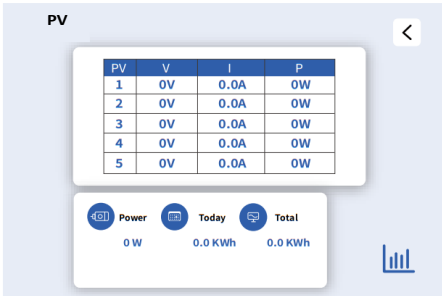 PV
PV V I P
1 0V 0.0A 0W
2 0V 0.0A 0W
3 0V 0.0A 0W
4 0V 0.0A 0W
5 0V 0.0A 0W
Power Today Total
0 W 0.0 KWh 0.0 KWh